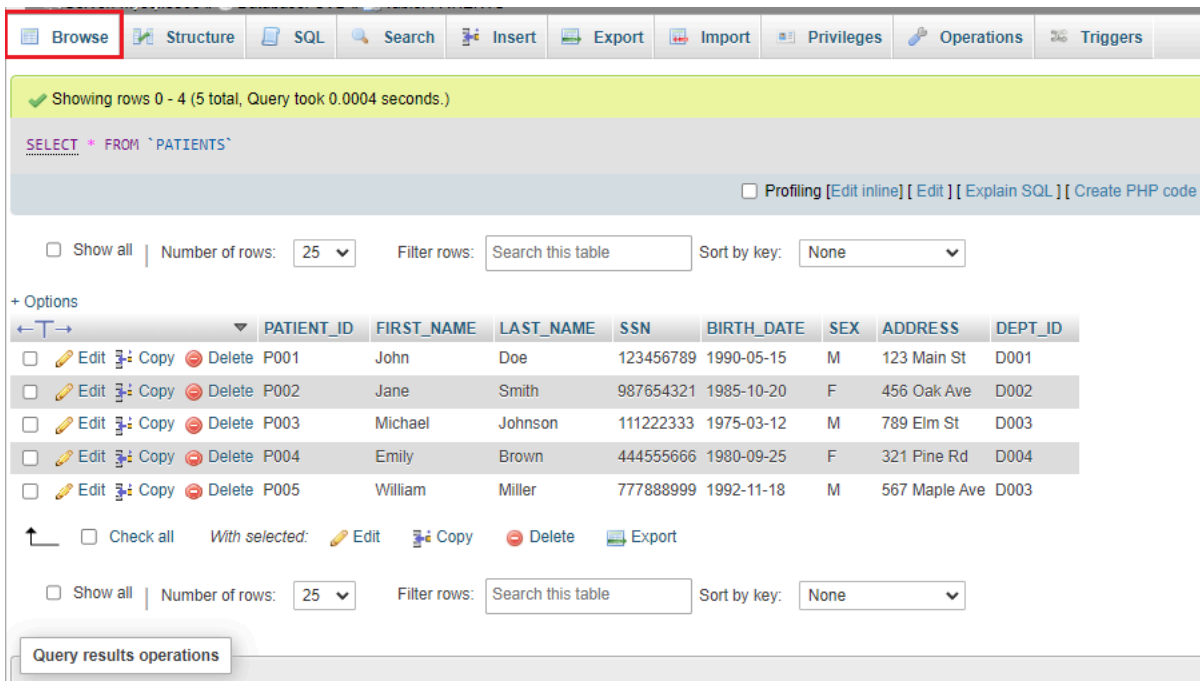 Browse Structure SQL Search Insert Export Import Privileges Operations Triggers
Showing rows 0 - 4 (5 total, Query took 0.0004 seconds.)
SELECT * FROM `PATIENTS`
Profiling [Edit inline] [ Edit ] [ Explain SQL ] [ Create PHP code
Show all | Number of rows: 25 Filter rows: Search this table Sort by key: None
+ Options
←T→ ▼ PATIENT_ID FIRST_NAME LAST_NAME SSN BIRTH_DATE SEX ADDRESS DEPT_ID
Edit Copy Delete P001 John Doe 123456789 1990-05-15 M 123 Main St D001
Edit Copy Delete P002 Jane Smith 987654321 1985-10-20 F 456 Oak Ave D002
Edit Copy Delete P003 Michael Johnson 111222333 1975-03-12 M 789 Elm St D003
Edit Copy Delete P004 Emily Brown 444555666 1980-09-25 F 321 Pine Rd D004
Edit Copy Delete P005 William Miller 777888999 1992-11-18 M 567 Maple Ave D003
Check all With selected: Edit Copy Delete Export
Show all | Number of rows: 25 Filter rows: Search this table Sort by key: None
Query results operations